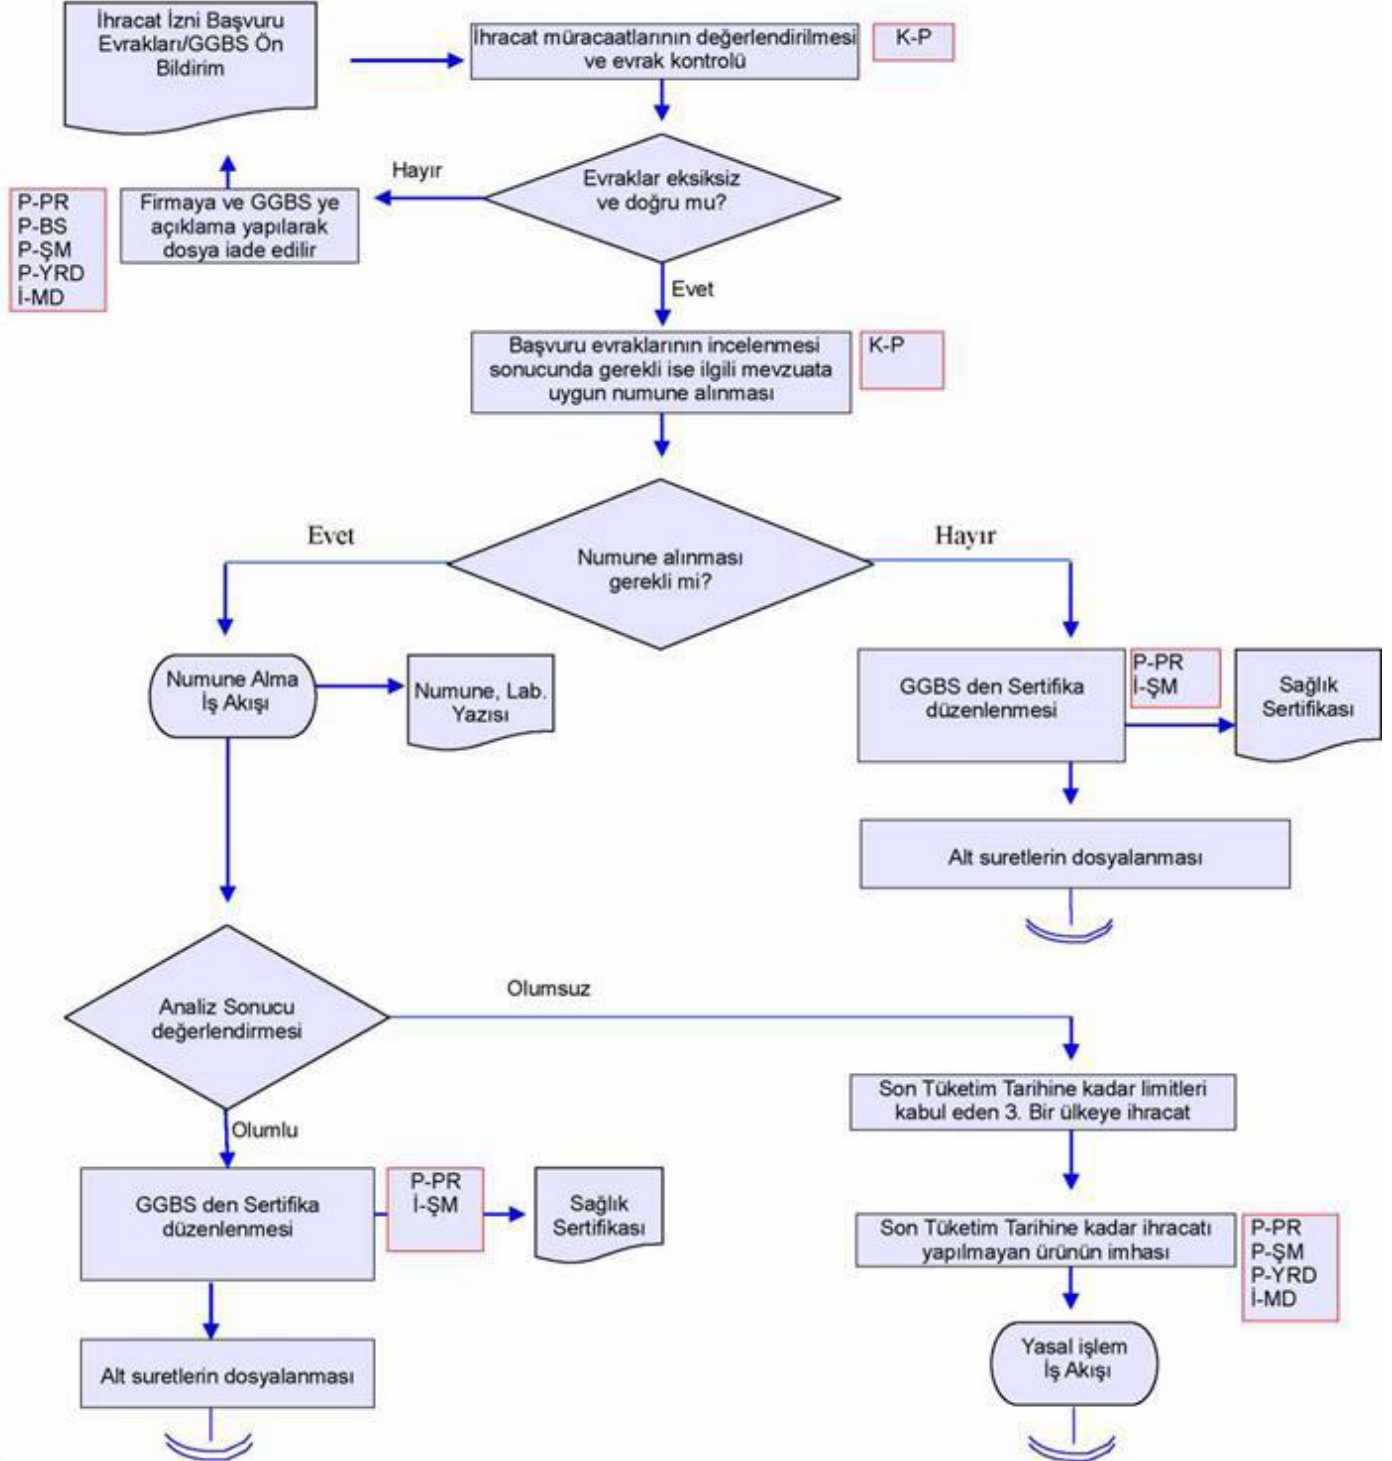 İhracat İzni Başvuru
Evrakları/GGBS Ön
Bildirim
İhracat müracaatlarının değerlendirilmesi
ve evrak kontrolü
K-P
Evraklar eksiksiz
ve doğru mu?
Hayır
Firmaya ve GGBS ye
açıklama yapılarak
dosya iade edilir
P-PR
P-BS
P-ŞM
P-YRD
İ-MD
Evet
Başvuru evraklarının incelenmesi
sonucunda gerekli ise ilgili mevzuata
uygun numune alınması
K-P
Numune alınması
gerekli mi?
Evet
Hayır
Numune Alma
İş Akışı
Numune, Lab.
Yazısı
GGBS den Sertifika
düzenlenmesi
P-PR
İ-ŞM
Sağlık
Sertifikası
Alt suretlerin dosyalanması
Analiz Sonucu
değerlendirmesi
Olumsuz
Olumlu
Son Tüketim Tarihine kadar limitleri
kabul eden 3. Bir ülkeye ihracat
GGBS den Sertifika
düzenlenmesi
P-PR
İ-ŞM
Sağlık
Sertifikası
Son Tüketim Tarihine kadar ihracatı
yapılmayan ürünün imhası
P-PR
P-ŞM
P-YRD
İ-MD
Alt suretlerin dosyalanması
Yasal işlem
İş Akışı